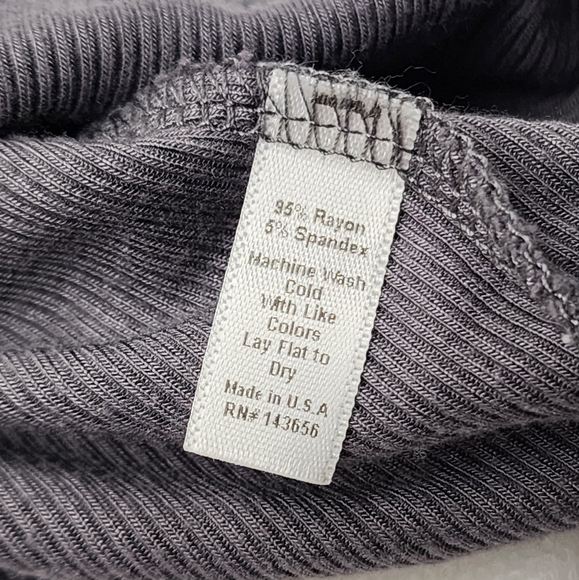 95% Rayon
5% Spandex
Machine Wash
Cold
With Like
Colors
Lay Flat to
Dry
Made in U.S.A
RN# 143656